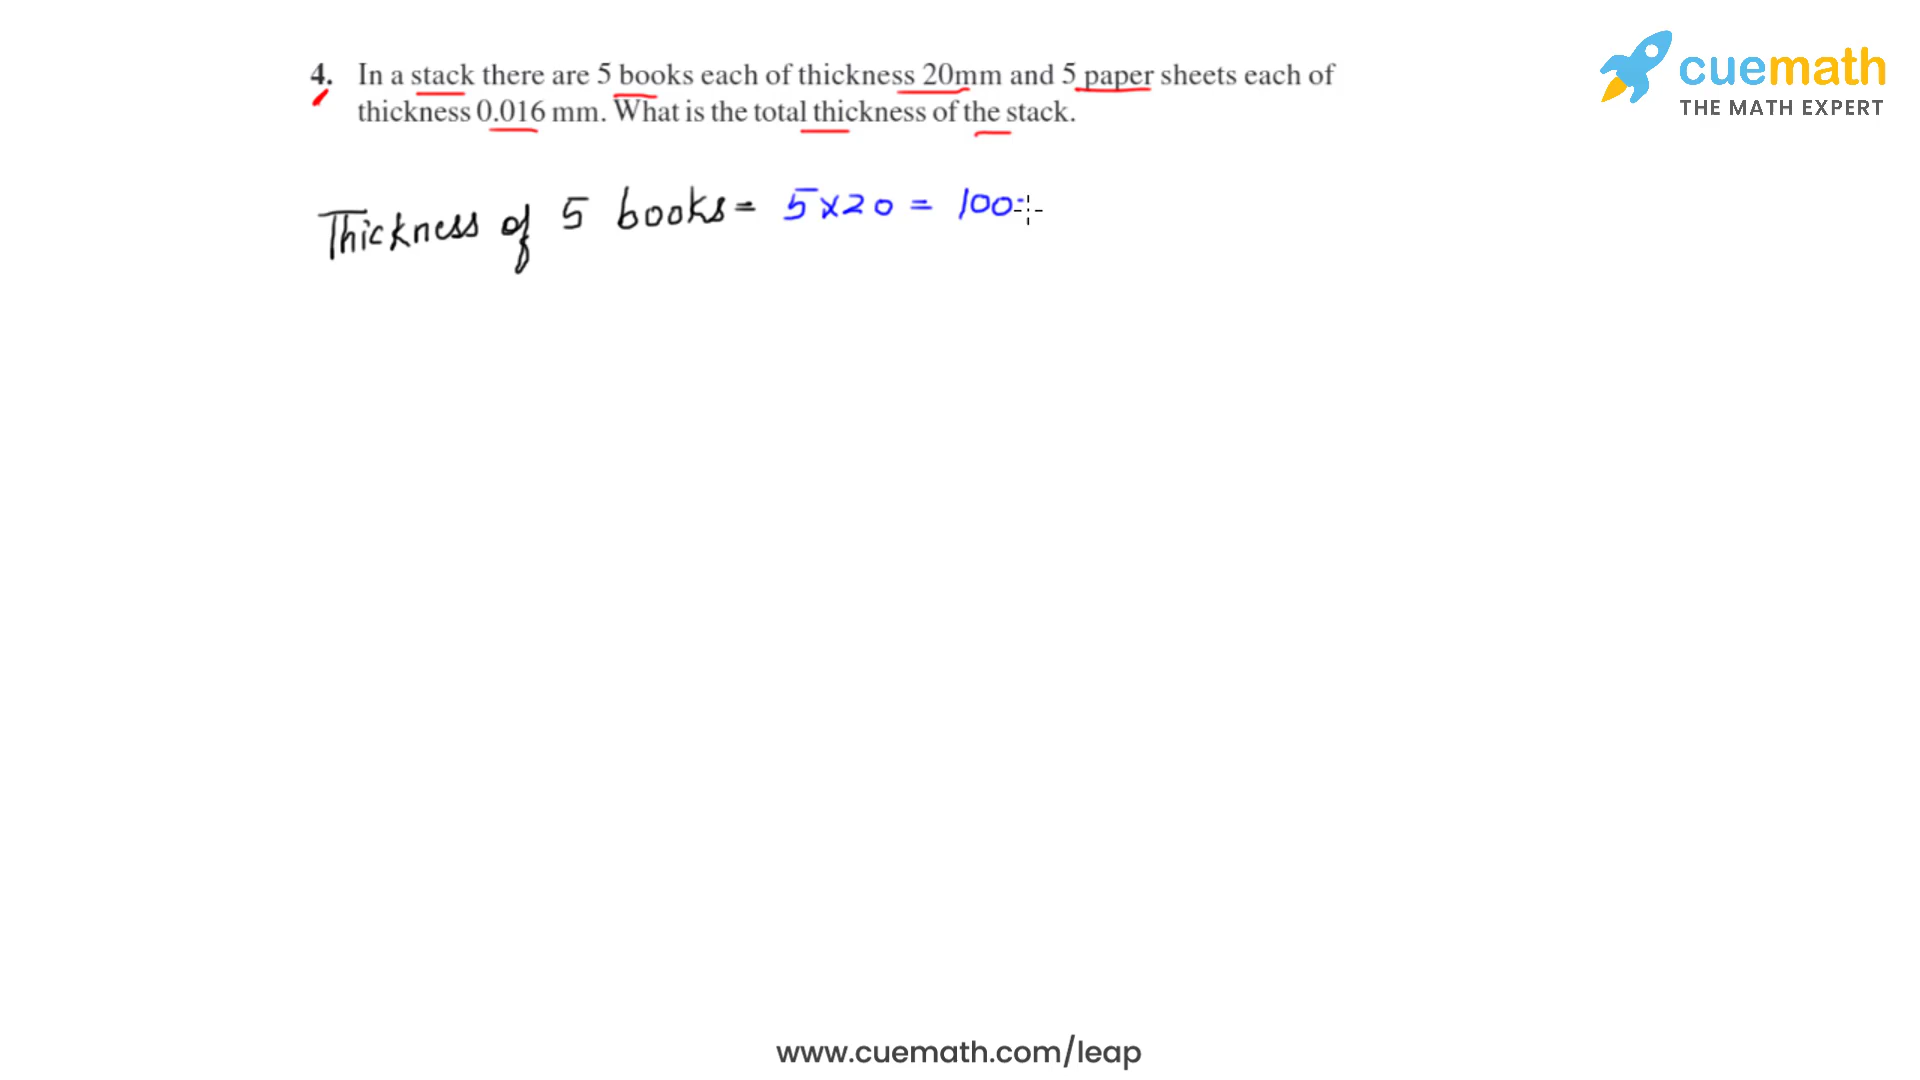 4. In a stack there are 5 books each of thickness 20mm and 5 paper sheets each of
thickness 0.016 mm. What is the total thickness of the stack.
cuemath
THE MATH EXPERT
Thickness of 5 books = 5 × 20 = 100
www.cuemath.com/leap